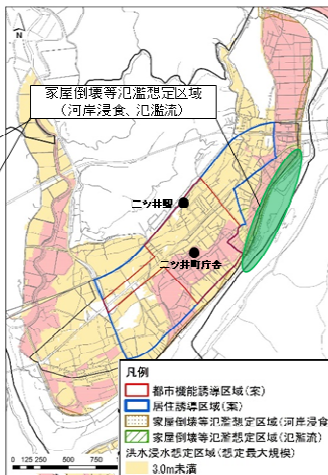 N
家屋倒壊等氾濫想定区域
（河岸浸食、氾濫流）
二ツ井駅
二ツ井町庁舎
凡例
都市機能誘導区域(案)
居住誘導区域(案)
家屋倒壊等氾濫想定区域(河岸浸食
家屋倒壊等氾濫想定区域(氾濫流)
洪水浸水想定区域(想定最大規模)
3.0m未満
0 125 250 500 750